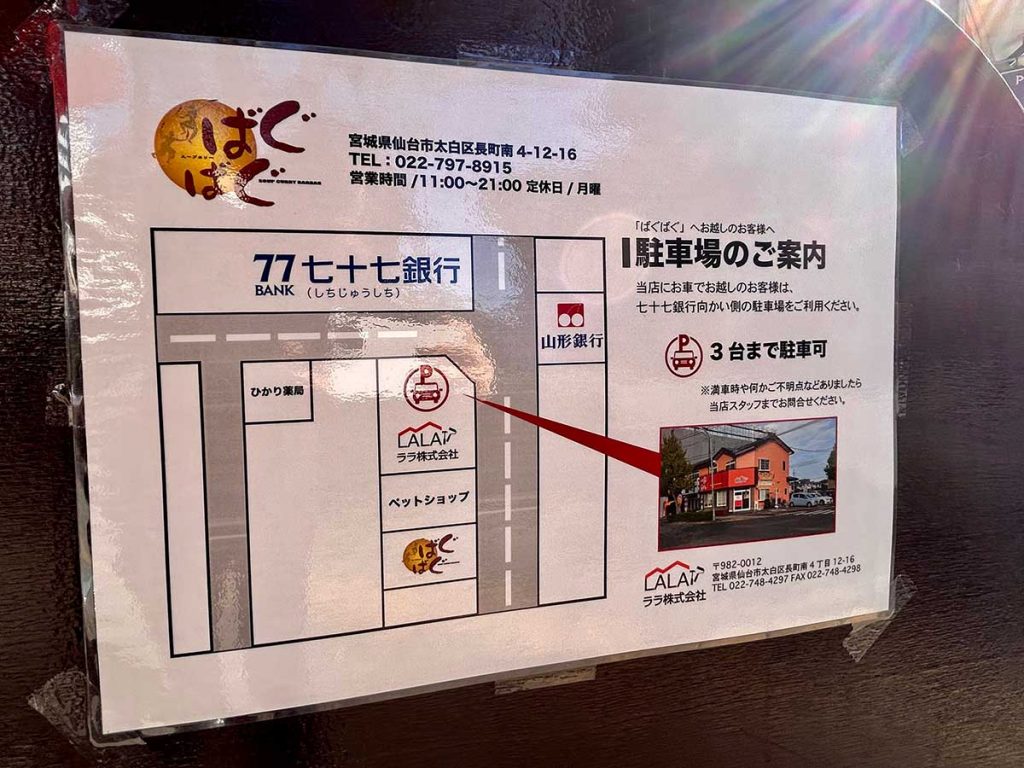 ばぐ
ばぐ
スープカリー
SOUP CURRY BAGBAG
宮城県仙台市太白区長町南4-12-16
TEL：022-797-8915
営業時間/11:00〜21:00 定休日/月曜
「ばぐばぐ」へお越しのお客様へ
駐車場のご案内
当店にお車でお越しのお客様は、
七十七銀行向かい側の駐車場をご利用ください。
P
3台まで駐車可
※満車時や何かご不明点などありましたら
当店スタッフまでお問合せください。
77 七十七銀行
BANK （しちじゅうしち）
山形銀行
ひかり薬局
P
LALA
ララ株式会社
ペットショップ
ばぐ
ばぐ
LALA
ララ株式会社
〒982-0012
宮城県仙台市太白区長町南4丁目12-16
TEL 022-748-4297 FAX 022-748-4298